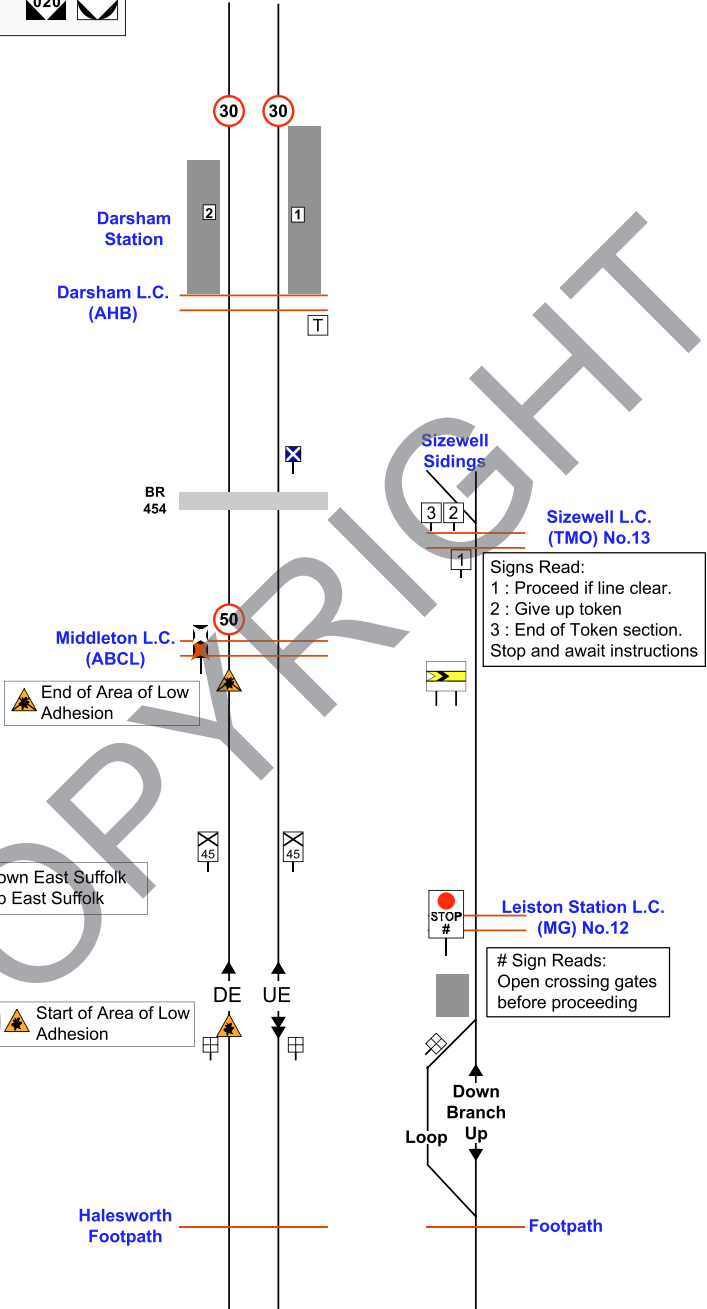 020
30
30
2
1
Darsham
Station
Darsham L.C.
(AHB)
T
Sizewell
Sidings
BR
454
3
2
Sizewell L.C.
(TMO) No.13
1
Signs Read:
1 : Proceed if line clear.
2 : Give up token
3 : End of Token section.
Stop and await instructions
50
Middleton L.C.
(ABCL)
End of Area of Low
Adhesion
45
45
own East Suffolk
p East Suffolk
STOP
#
Leiston Station L.C.
(MG) No.12
# Sign Reads:
Open crossing gates
before proceeding
DE
UE
Start of Area of Low
Adhesion
Down
Branch
Up
Loop
Halesworth
Footpath
Footpath
OPYRIGHT